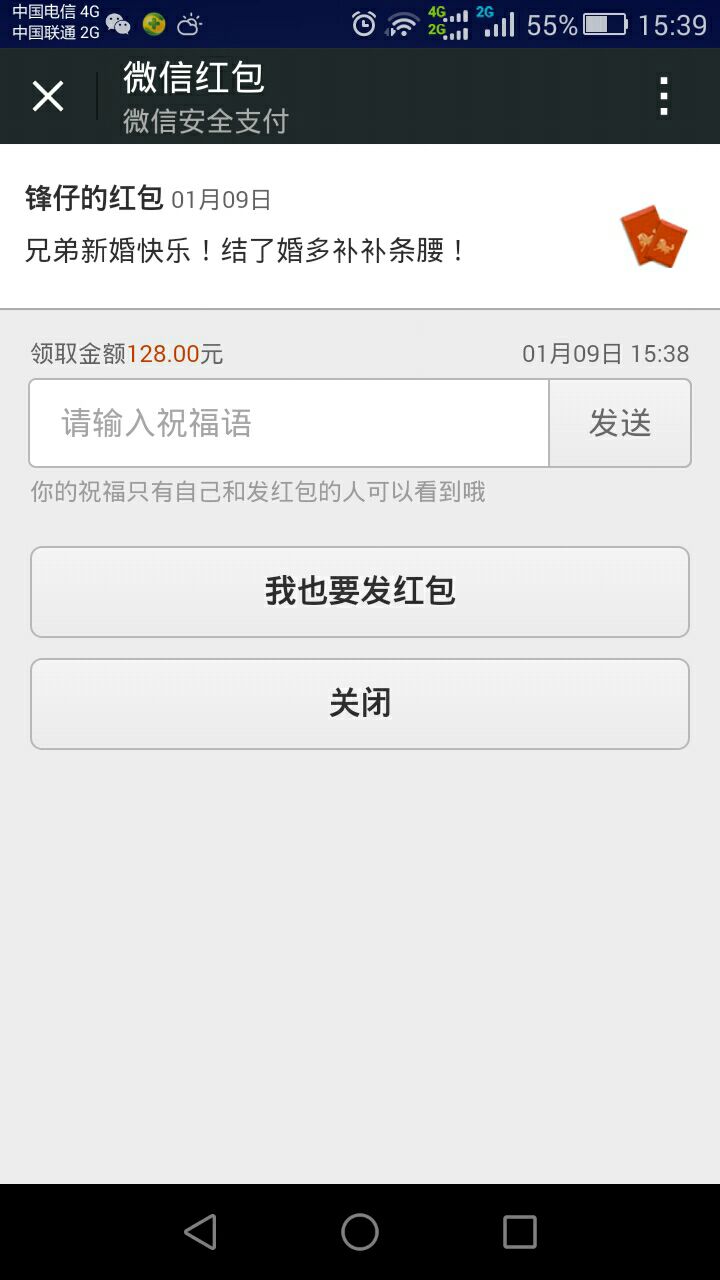 中国电信 4G
中国联通 2G
4G
2G
2G
55%
15:39
微信红包
微信安全支付
锋仔的红包 01月09日
兄弟新婚快乐！结了婚多补补条腰！
领取金额128.00元
01月09日 15:38
请输入祝福语
发送
你的祝福只有自己和发红包的人可以看到哦
我也要发红包
关闭